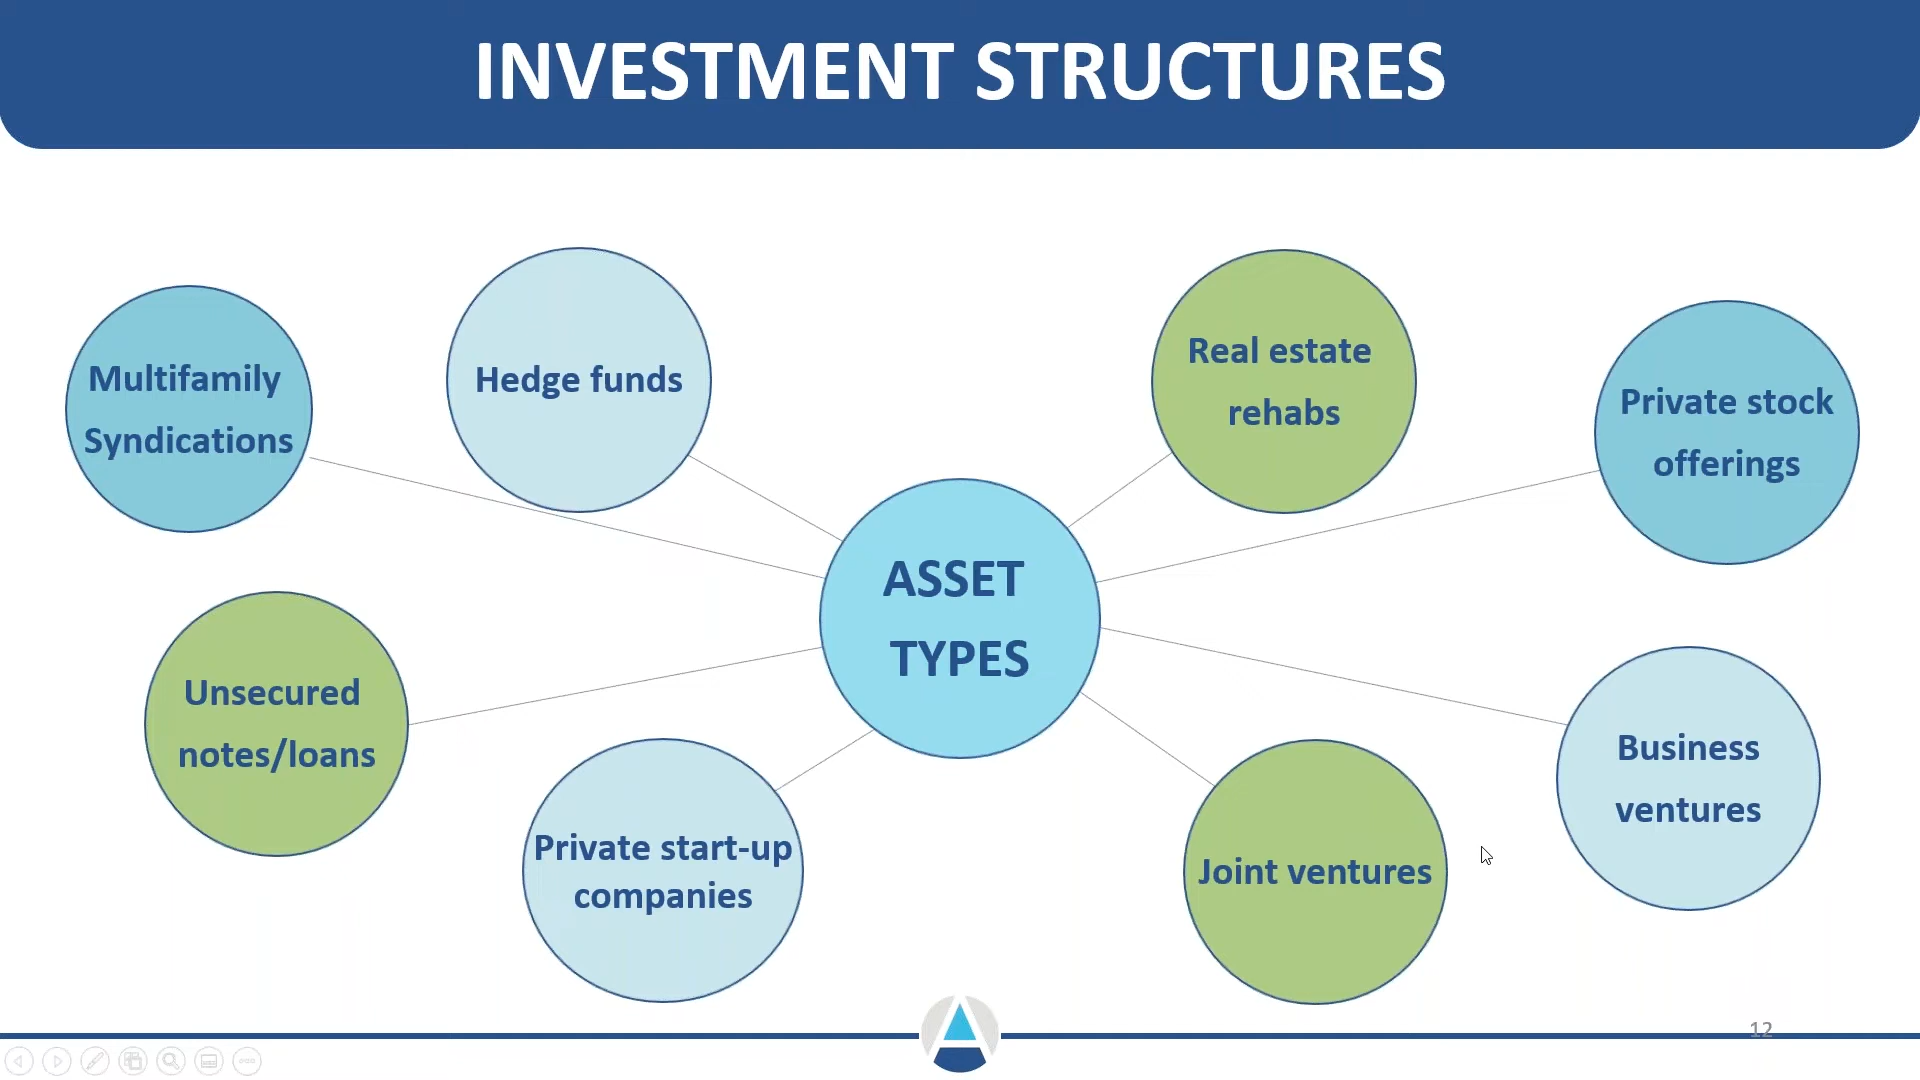 INVESTMENT STRUCTURES
Multifamily
Syndications
Hedge funds
Real estate
rehabs
Private stock
offerings
ASSET
TYPES
Unsecured
notes/loans
Private start-up
companies
Joint ventures
Business
ventures
12